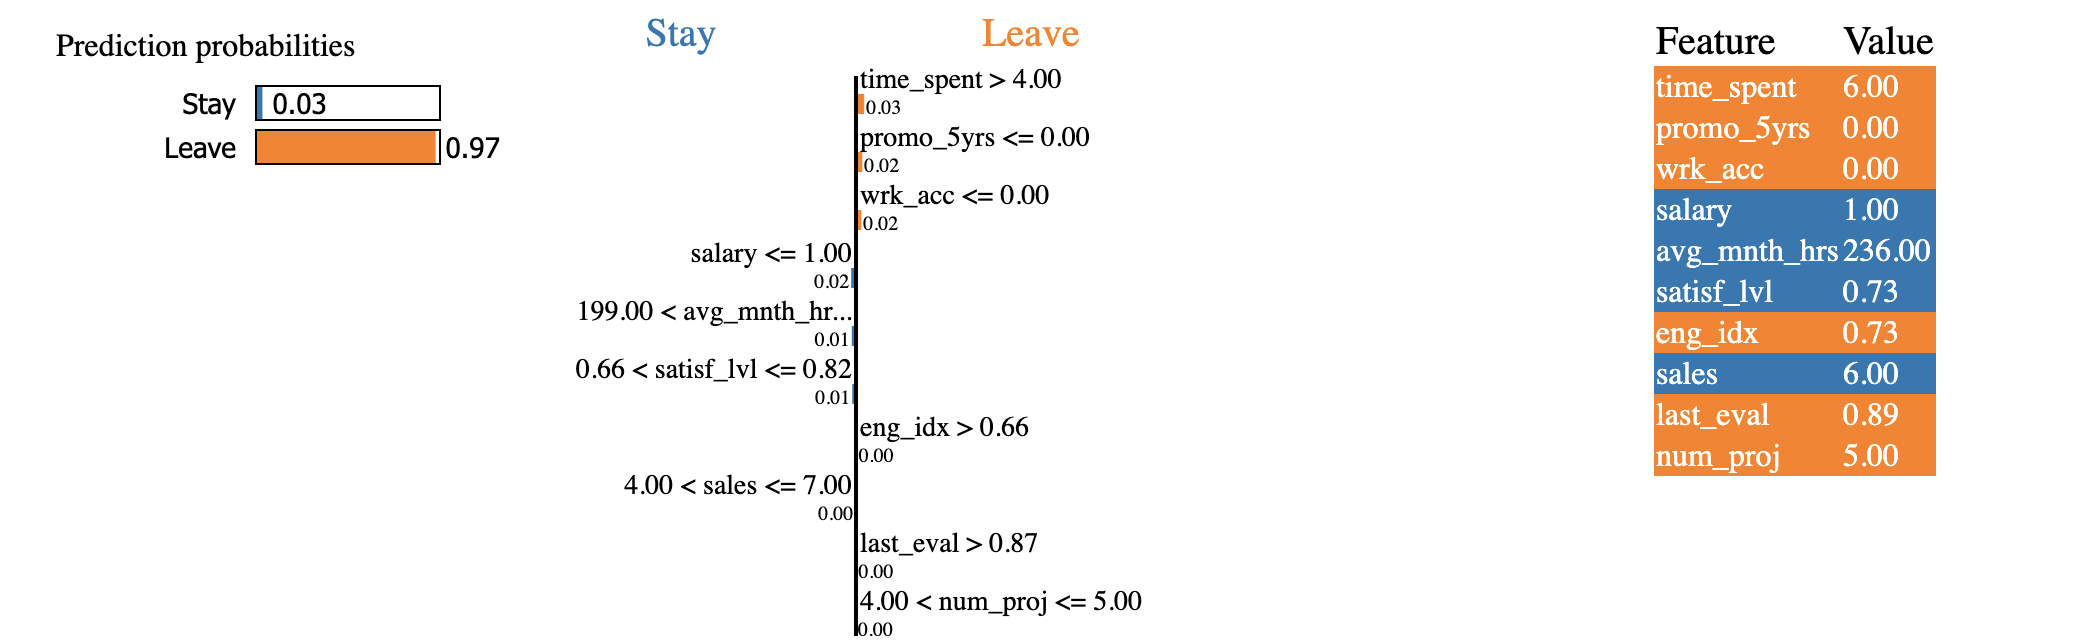 Prediction probabilities
Stay 0.03
Leave 0.97
Stay Leave
time_spent > 4.00
0.03
promo_5yrs <= 0.00
0.02
wrk_acc <= 0.00
0.02
salary <= 1.00
0.02
199.00 < avg_mnth_hr...
0.01
0.66 < satisf_lvl <= 0.82
0.01
eng_idx > 0.66
0.00
4.00 < sales <= 7.00
0.00
last_eval > 0.87
0.00
4.00 < num_proj <= 5.00
0.00
Feature Value
time_spent 6.00
promo_5yrs 0.00
wrk_acc 0.00
salary 1.00
avg_mnth_hrs 236.00
satisf_lvl 0.73
eng_idx 0.73
sales 6.00
last_eval 0.89
num_proj 5.00